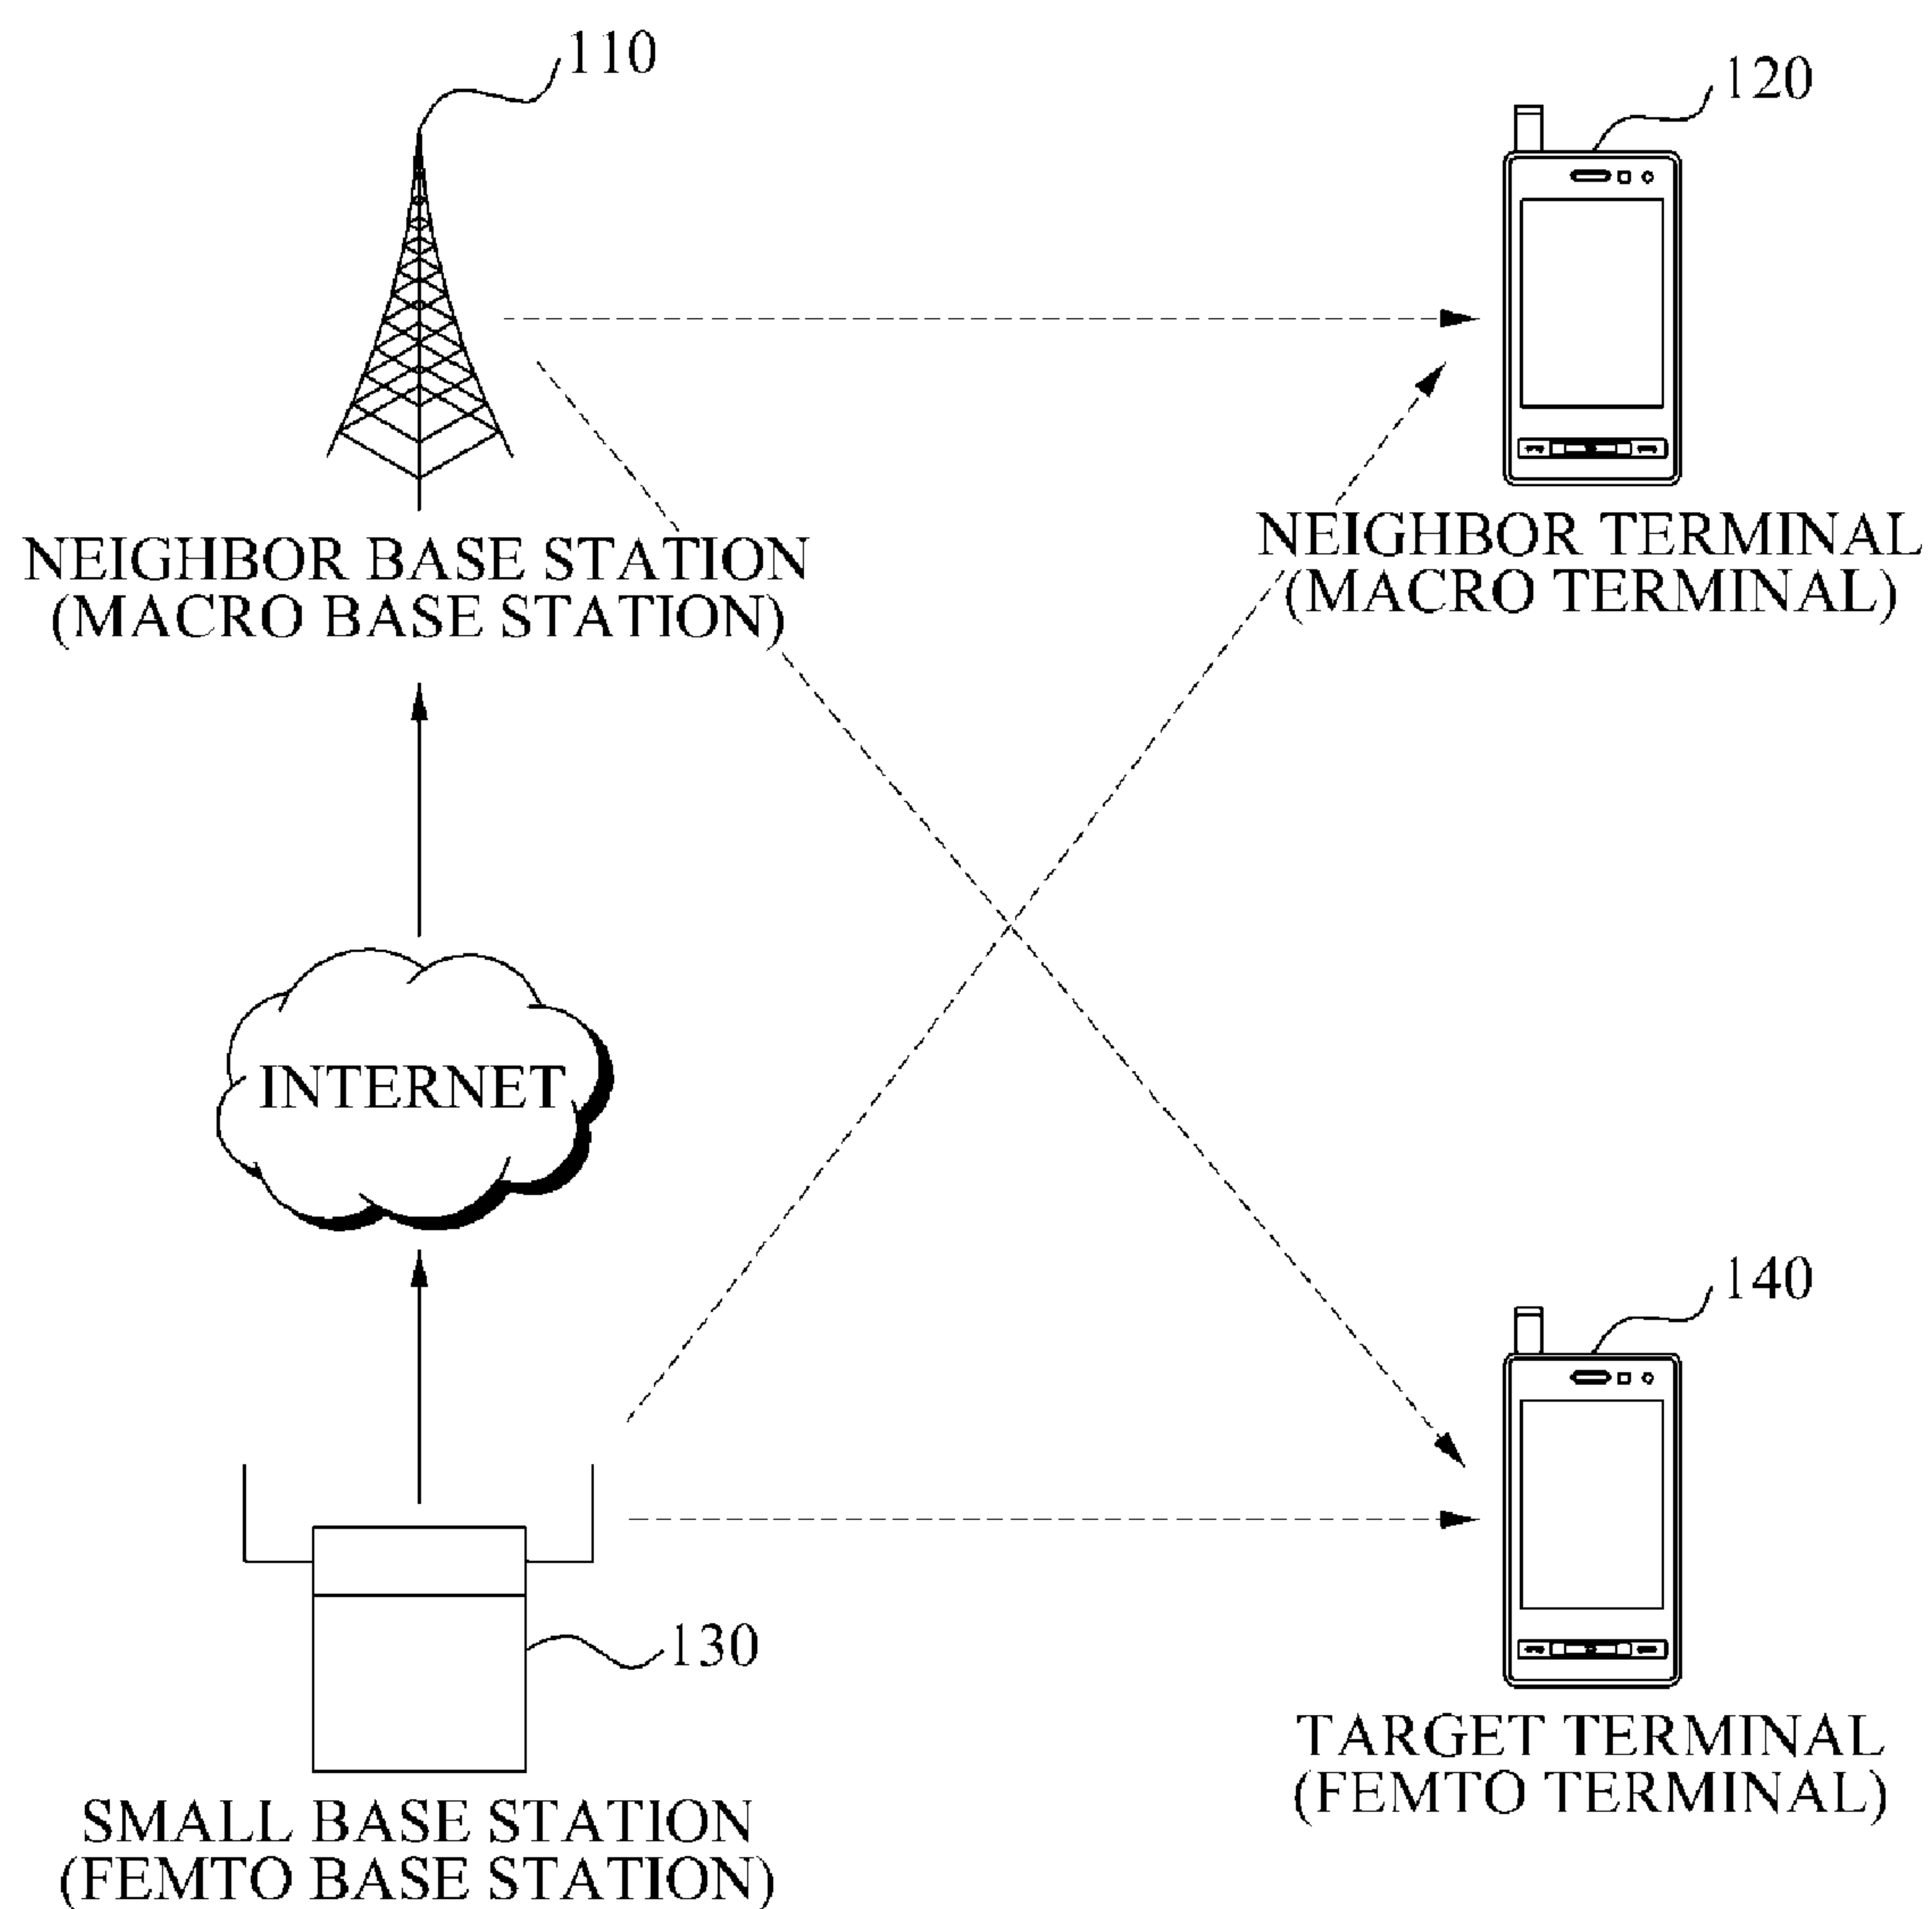 110
120
NEIGHBOR BASE STATION
(MACRO BASE STATION)
NEIGHBOR TERMINAL
(MACRO TERMINAL)
INTERNET
140
130
TARGET TERMINAL
(FEMTO TERMINAL)
SMALL BASE STATION
(FEMTO BASE STATION)